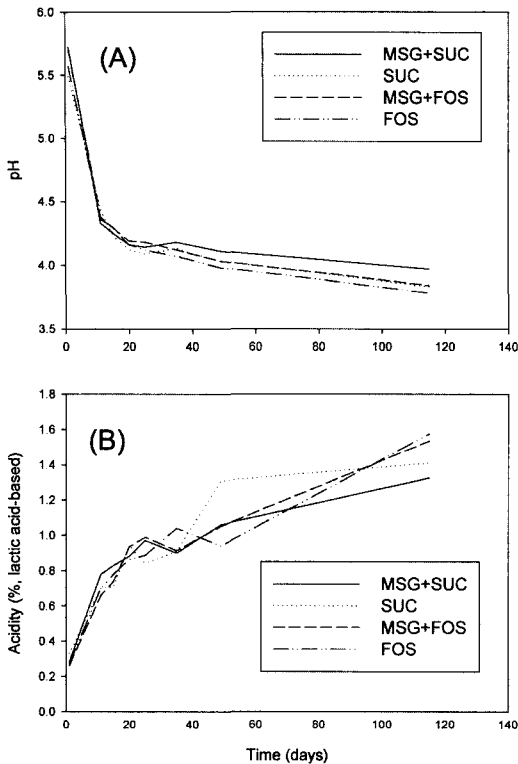 (A)
MSG+SUC
SUC
MSG+FOS
FOS
pH
6.0
5.5
5.0
4.5
4.0
3.5
0 20 40 60 80 100 120 140
(B)
MSG+SUC
SUC
MSG+FOS
FOS
Acidity (%, lactic acid-based)
1.8
1.6
1.4
1.2
1.0
0.8
0.6
0.4
0.2
0.0
0 20 40 60 80 100 120 140
Time (days)